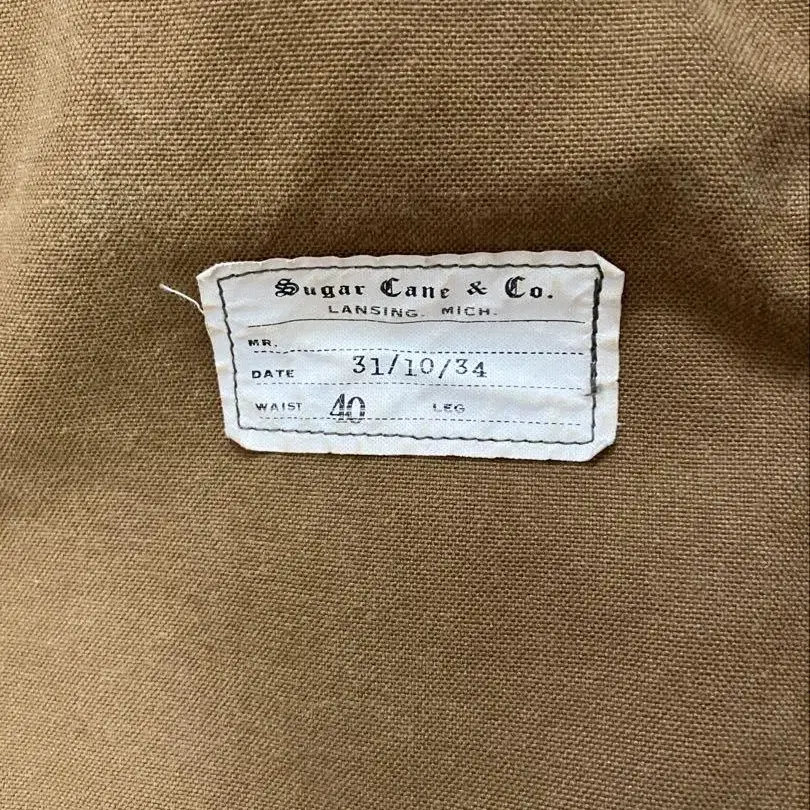 Sugar Cane & Co.
LANSING. MICH.
MR.
DATE 31/10/34
WAIST 40 LEG